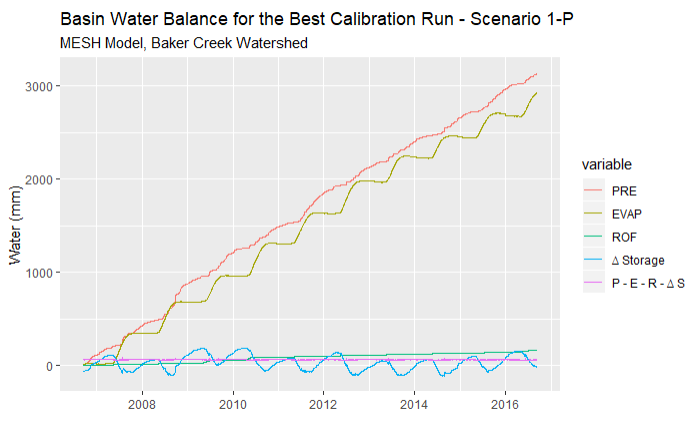 Basin Water Balance for the Best Calibration Run - Scenario 1-P
MESH Model, Baker Creek Watershed
Water (mm)
3000
2000
1000
0
2008
2010
2012
2014
2016
variable
PRE
EVAP
ROF
Δ Storage
P - E - R - Δ S